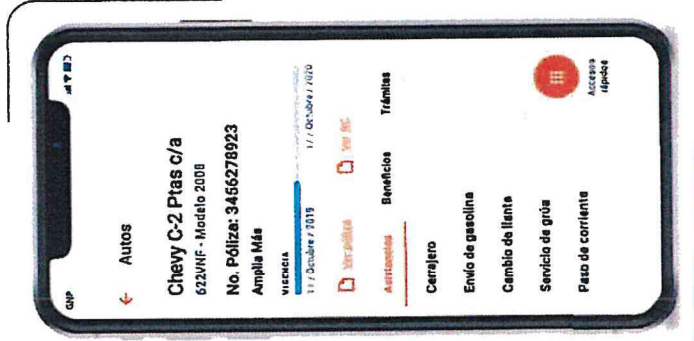 GNP
← Autos
Chevy C-2 Ptas c/a
622VNF - Modelo 2008
No. Póliza: 3456278923
Amplia Más
VIGENCIA
Octubre / 2019 Octubre / 2020
Ver póliza Ver RC
Asistencias Beneficios Trámites
Cerrajero
Envío de gasolina
Cambio de llanta
Servicio de grúa
Paso de corriente
Accesos
rápidos